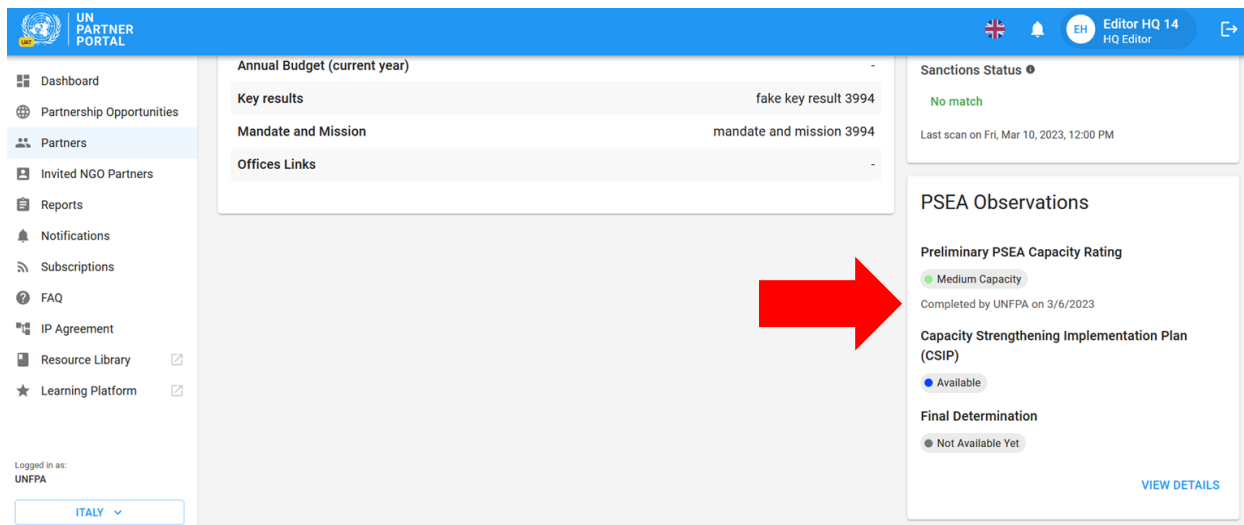 UN
PARTNER
PORTAL
UAT
EH
Editor HQ 14
HQ Editor
Dashboard
Partnership Opportunities
Partners
Invited NGO Partners
Reports
Notifications
Subscriptions
FAQ
IP Agreement
Resource Library
Learning Platform
Logged in as:
UNFPA
ITALY
Annual Budget (current year) -
Key results fake key result 3994
Mandate and Mission mandate and mission 3994
Offices Links -
Sanctions Status
No match
Last scan on Fri, Mar 10, 2023, 12:00 PM
PSEA Observations
Preliminary PSEA Capacity Rating
Medium Capacity
Completed by UNFPA on 3/6/2023
Capacity Strengthening Implementation Plan
(CSIP)
Available
Final Determination
Not Available Yet
VIEW DETAILS